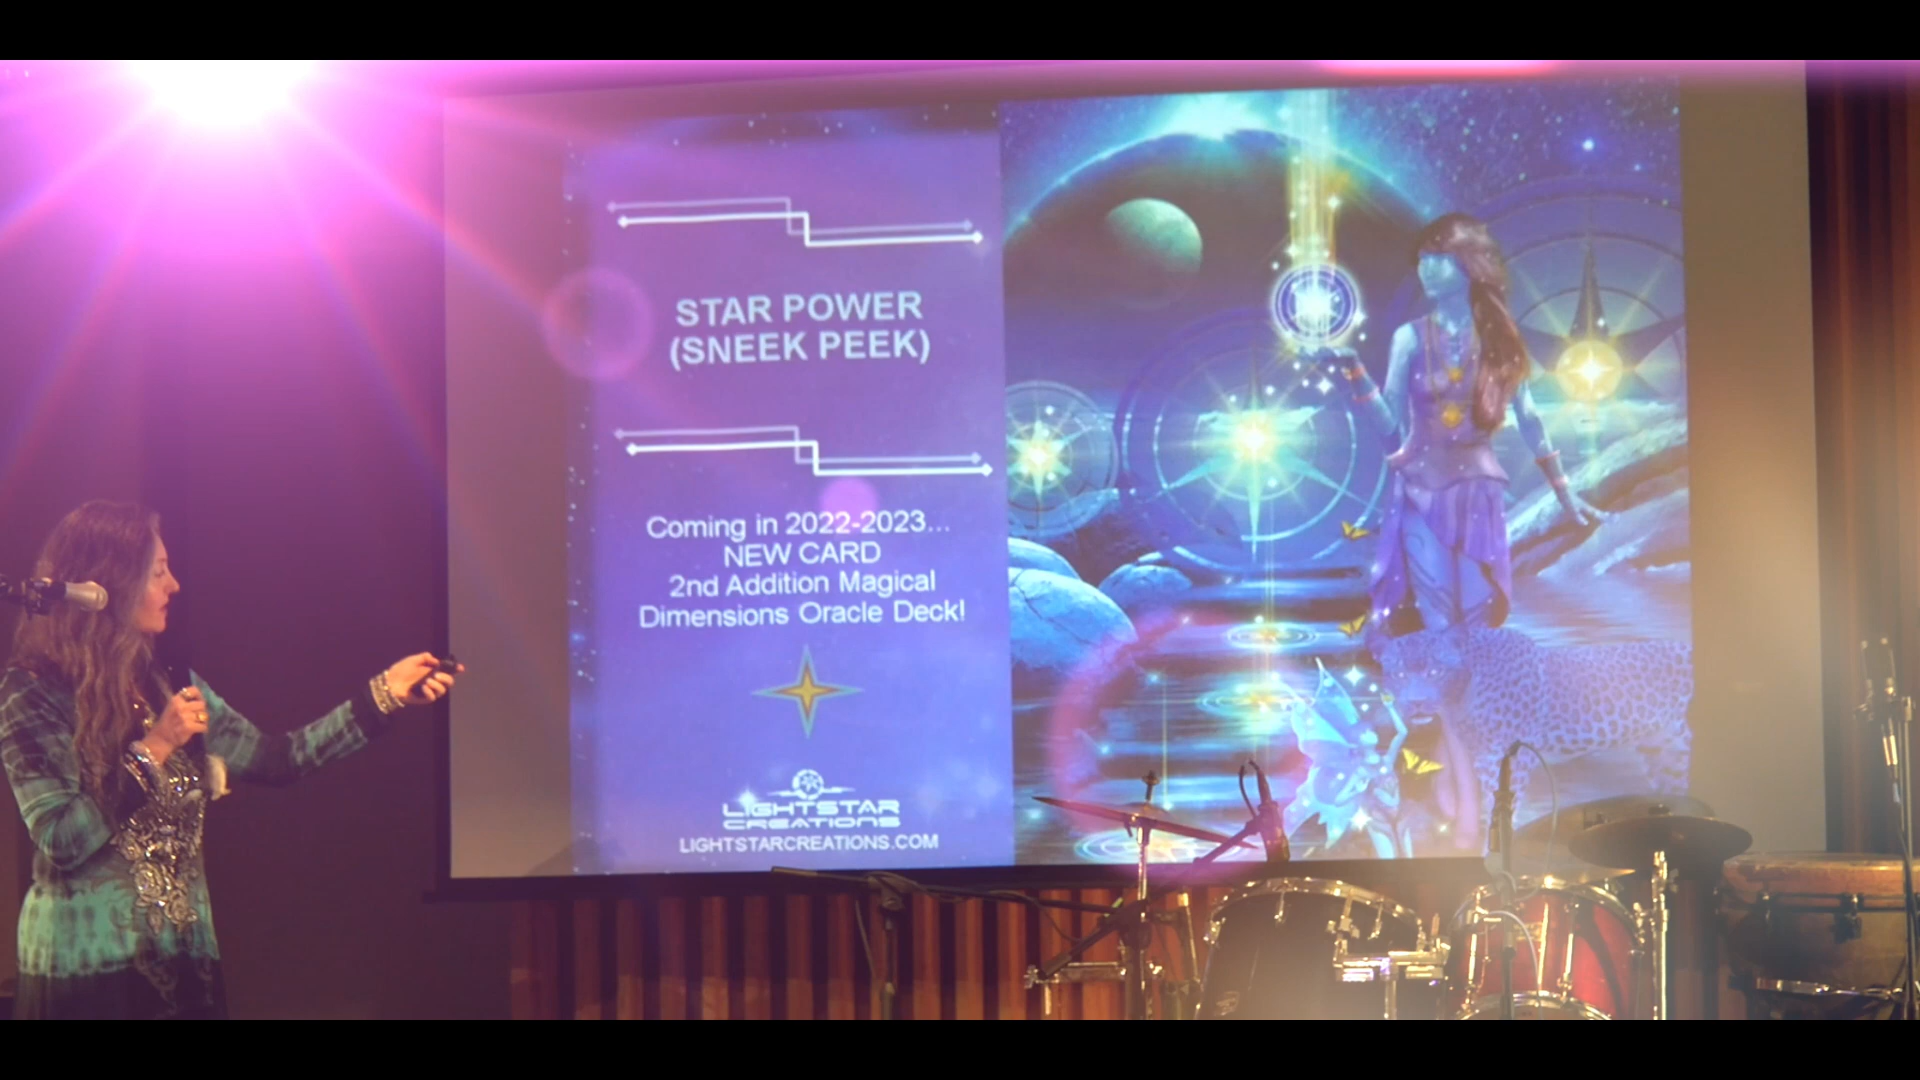 STAR POWER
(SNEEK PEEK)
Coming in 2022-2023...
NEW CARD
2nd Addition Magical
Dimensions Oracle Deck!
LIGHTSTAR
CREATIONS
LIGHTSTARCREATIONS.COM